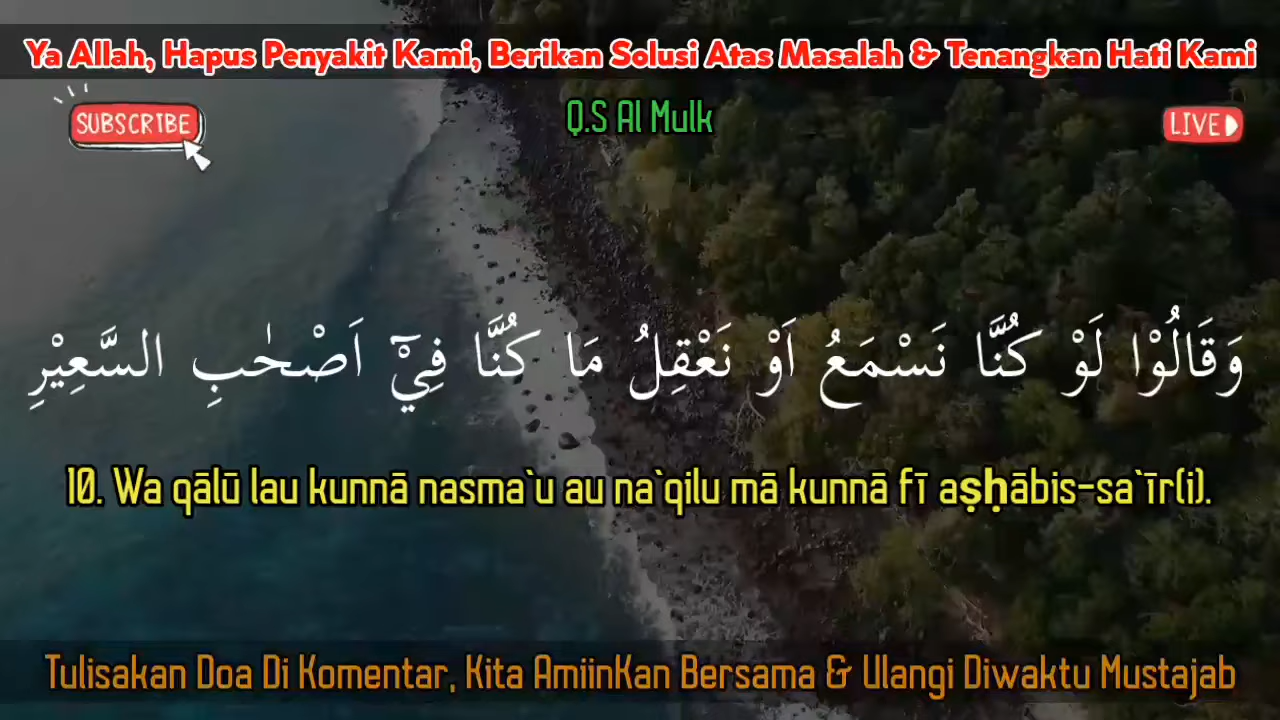 Ya Allah, Hapus Penyakit Kami, Berikan Solusi Atas Masalah & Tenangkan Hati Kami
SUBSCRIBE
Q.S Al Mulk
LIVE
وَقَالُوْا لَوْ كُنَّا نَسْمَعُ اَوْ نَعْقِلُ مَا كُنَّا فِيْٓ اَصْحٰبِ السَّعِيْرِ
10. Wa qālū lau kunnā nasma`u au na`qilu mā kunnā fī aṣḥābis-sa`īr(i).
Tulisakan Doa Di Komentar, Kita AmiinKan Bersama & Ulangi Diwaktu Mustajab